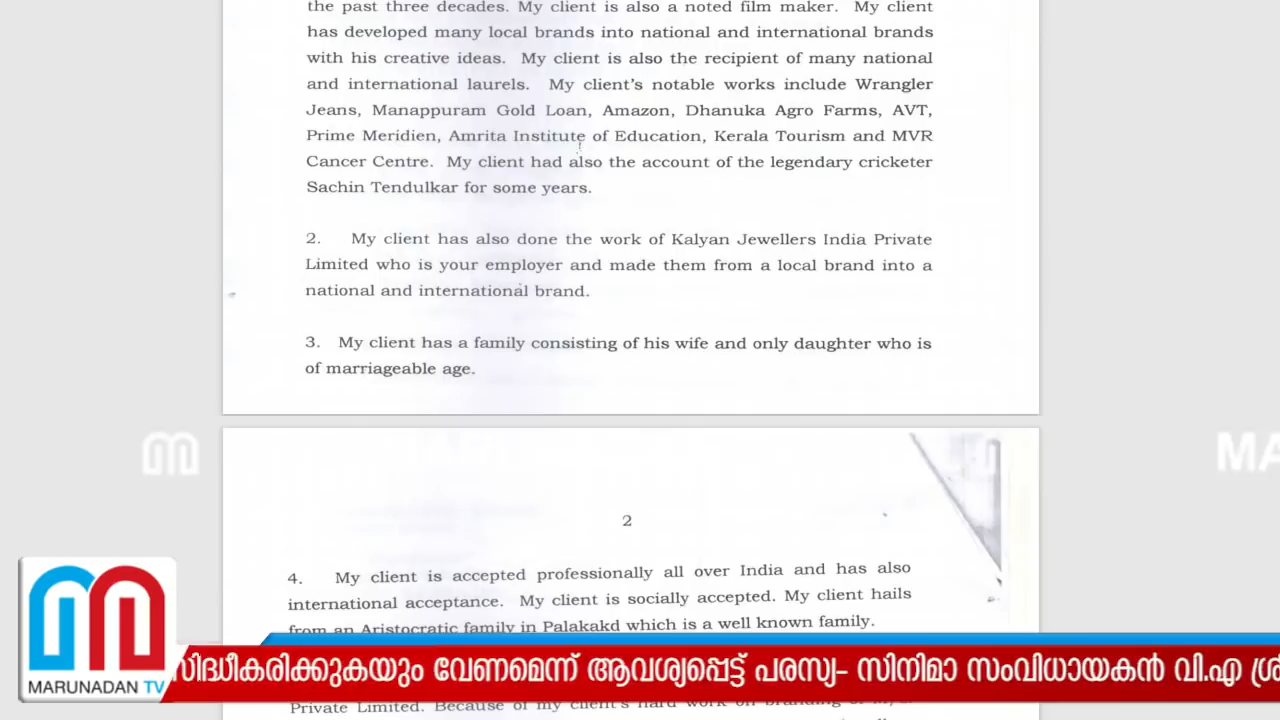 the past three decades. My client is also a noted film maker. My client
has developed many local brands into national and international brands
with his creative ideas. My client is also the recipient of many national
and international laurels. My client's notable works include Wrangler
Jeans, Manappuram Gold Loan, Amazon, Dhanuka Agro Farms, AVT,
Prime Meridien, Amrita Institute of Education, Kerala Tourism and MVR
Cancer Centre. My client had also the account of the legendary cricketer
Sachin Tendulkar for some years.
2. My client has also done the work of Kalyan Jewellers India Private
Limited who is your employer and made them from a local brand into a
national and international brand.
3. My client has a family consisting of his wife and only daughter who is
of marriageable age.
MA
2
4. My client is accepted professionally all over India and has also
international acceptance. My client is socially accepted. My client hails
from an Aristocratic family in Palakakd which is a well known family.
സിദ്ധീകരിക്കുകയും വേണമെന്ന് ആവശ്യപ്പെട്ട് പരസ്യ- സിനിമാ സംവിധായകൻ വി.എ ശ്ര
MARUNADAN TV
Private Limited. Because of my client's hard work on branding of